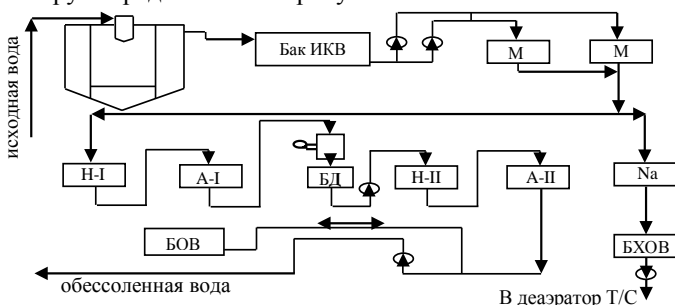 Бак ИКВ
М
М
исходная вода
Н-I
А-I
БД
Н-II
А-II
Na
БОВ
БХОВ
обессоленная вода
В деаэратор Т/С